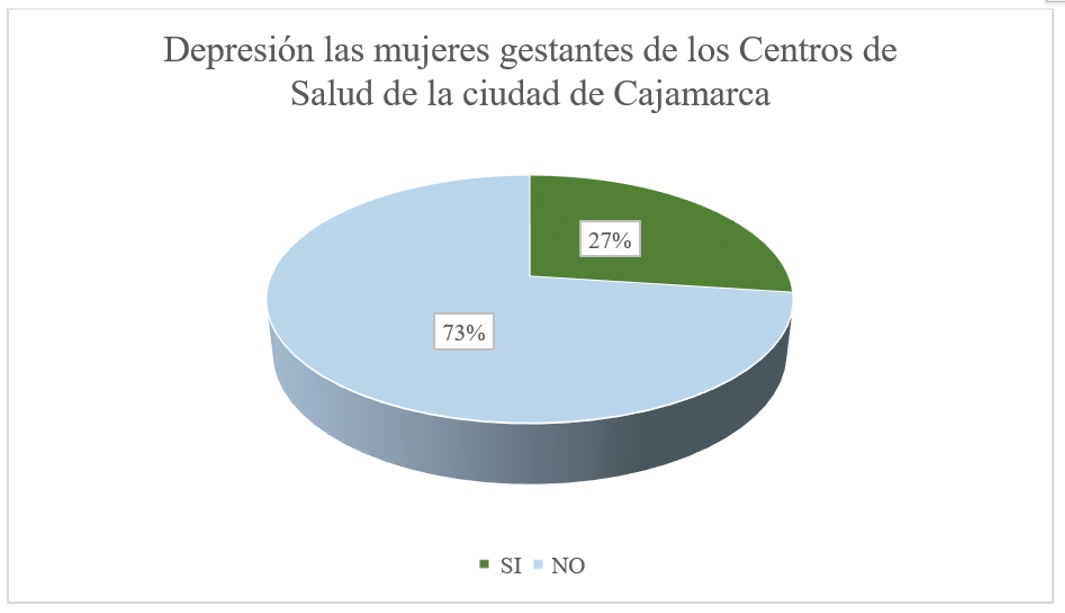 Depresión las mujeres gestantes de los Centros de
Salud de la ciudad de Cajamarca
27%
73%
SI NO